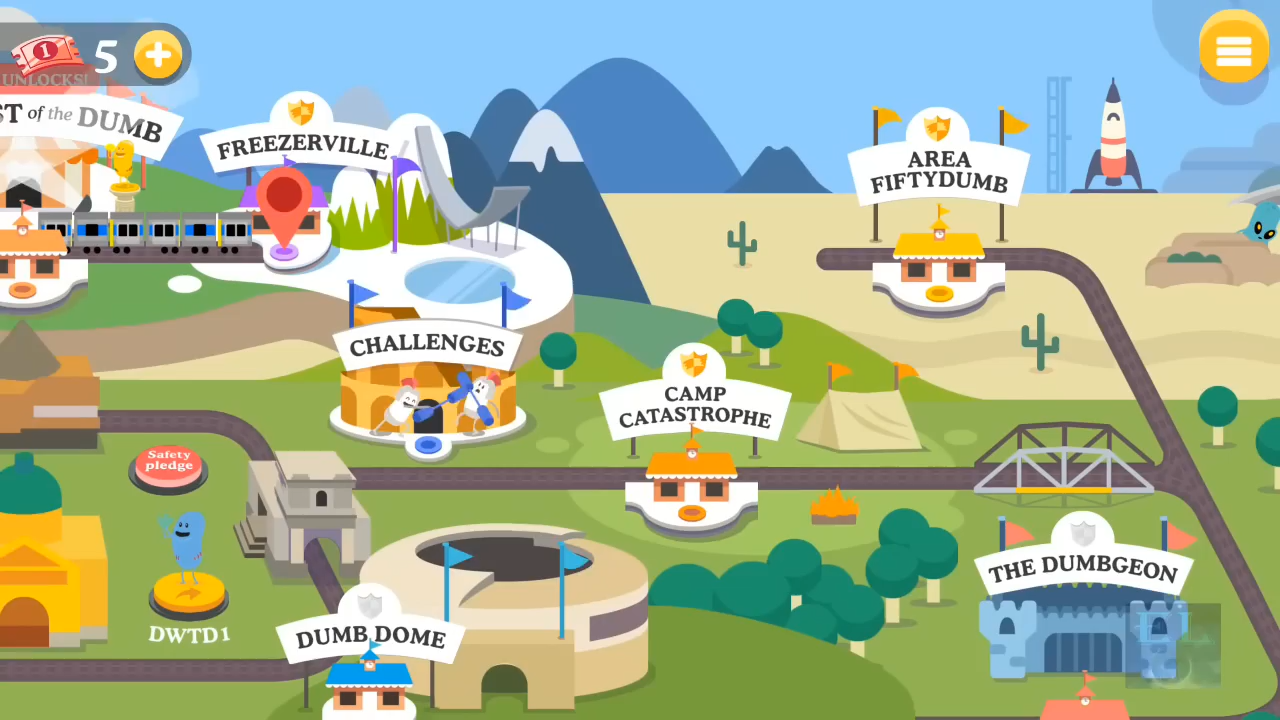 1
5
UNLOCKS!
ST of the DUMB
FREEZERVILLE
AREA
FIFTYDUMB
CHALLENGES
CAMP
CATASTROPHE
Safety
pledge
THE DUMBGEON
DWTD1
DUMB DOME